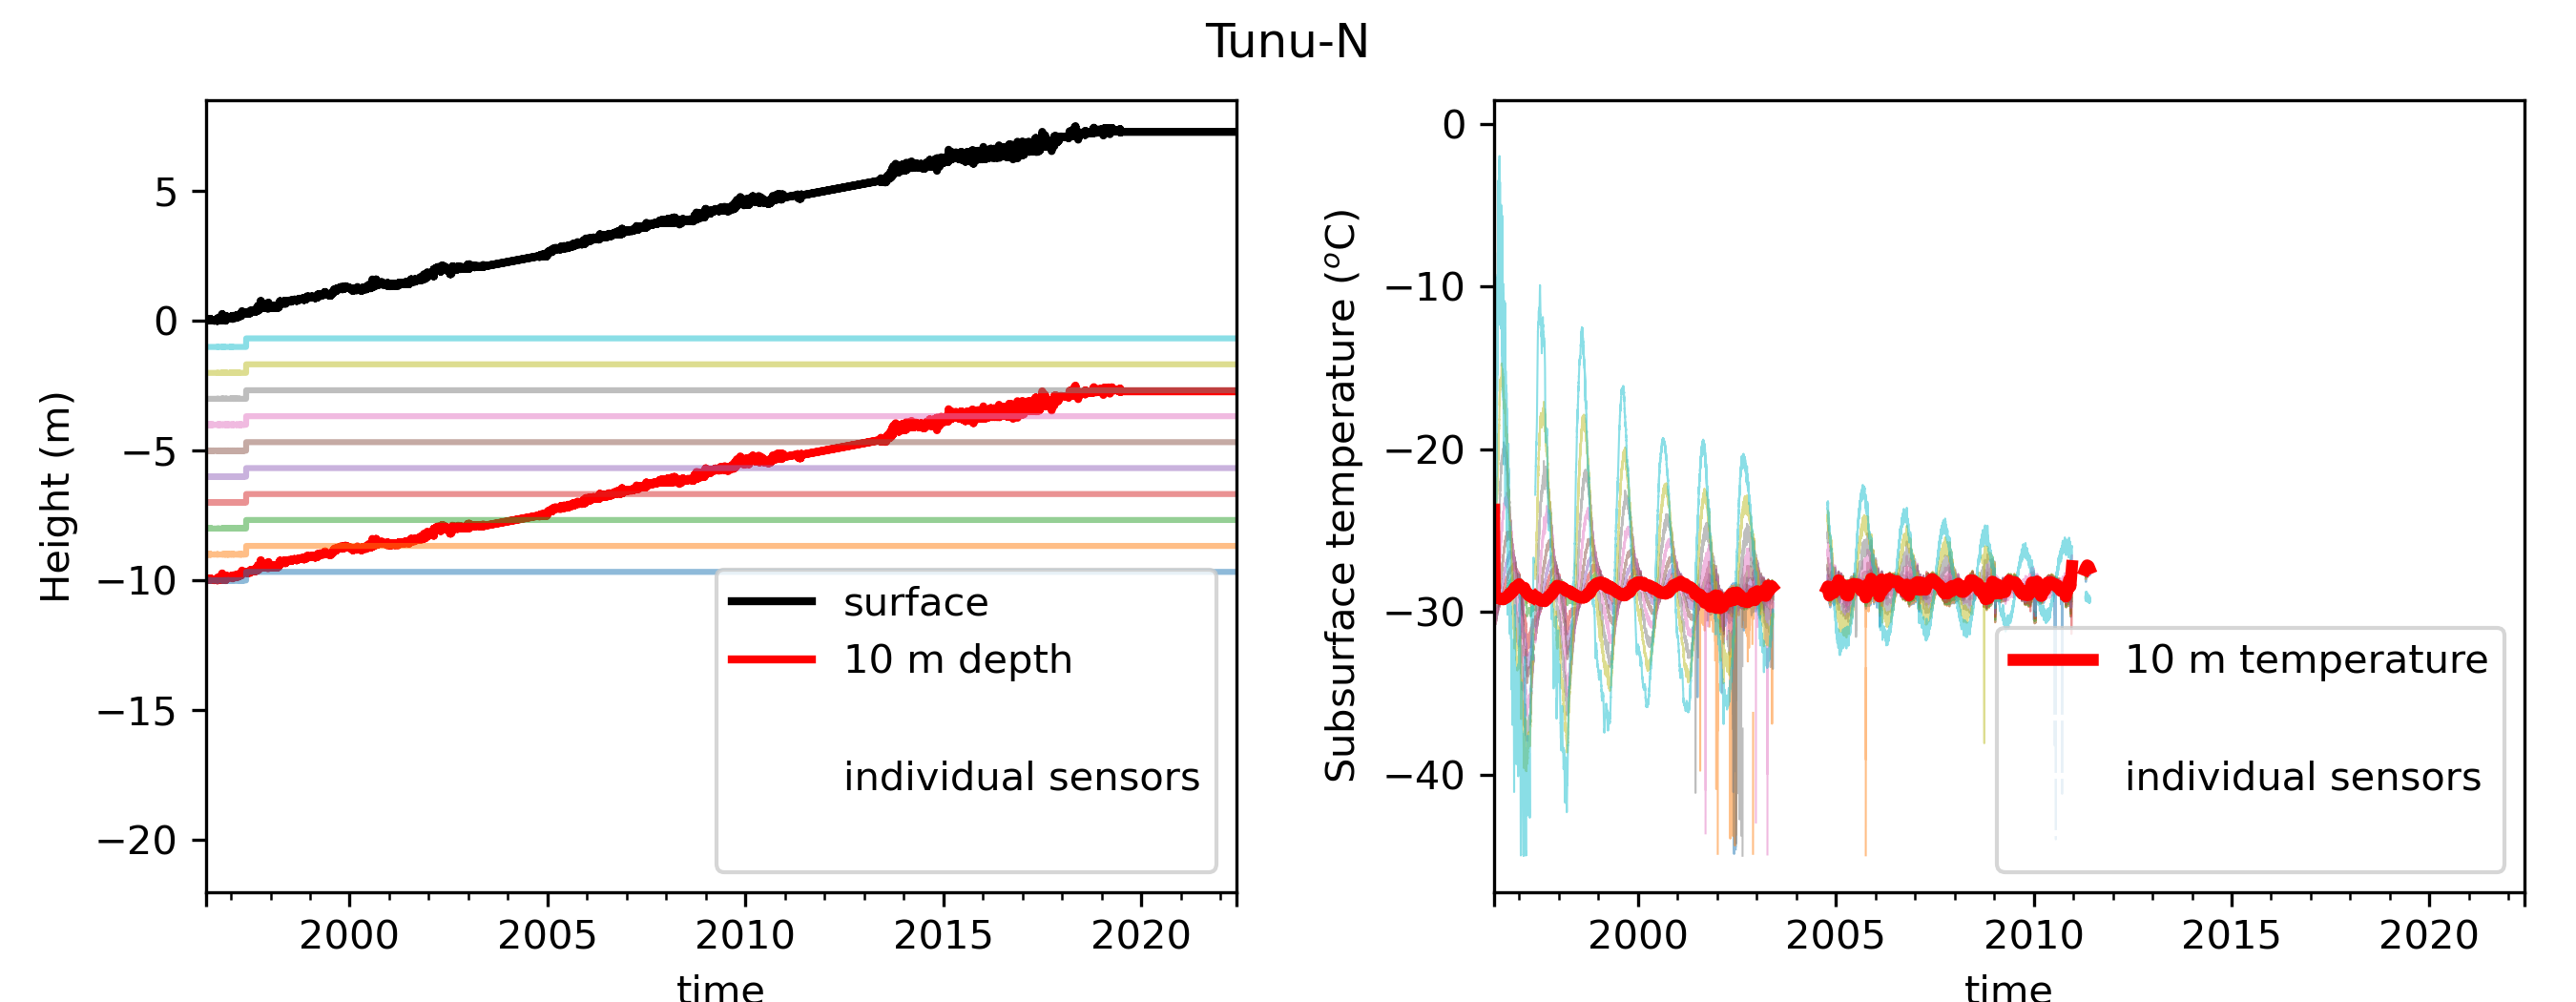 Tunu-N
Height (m)
5
0
−5
−10
−15
−20
surface
10 m depth
individual sensors
2000 2005 2010 2015 2020
time
Subsurface temperature (°C)
0
−10
−20
−30
−40
10 m temperature
individual sensors
2000 2005 2010 2015 2020
time